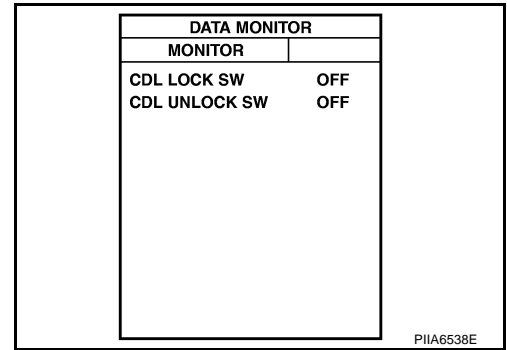 DATA MONITOR
MONITOR
CDL LOCK SW OFF
CDL UNLOCK SW OFF
PIIA6538E